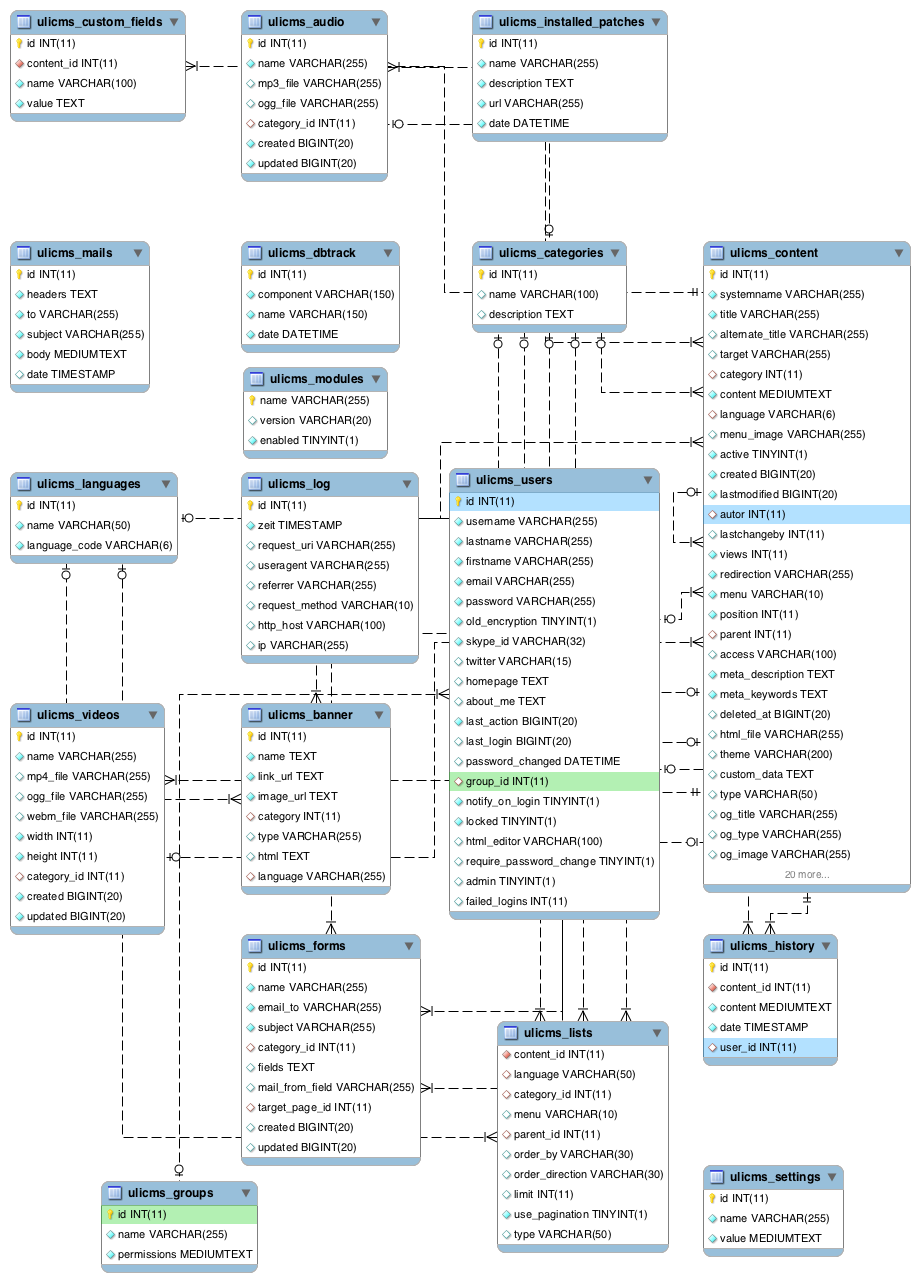 ulicms_custom_fields
id INT(11)
content_id INT(11)
name VARCHAR(100)
value TEXT
ulicms_audio
id INT(11)
name VARCHAR(255)
mp3_file VARCHAR(255)
ogg_file VARCHAR(255)
category_id INT(11)
created BIGINT(20)
updated BIGINT(20)
ulicms_installed_patches
id INT(11)
name VARCHAR(255)
description TEXT
url VARCHAR(255)
date DATETIME
ulicms_mails
id INT(11)
headers TEXT
to VARCHAR(255)
subject VARCHAR(255)
body MEDIUMTEXT
date TIMESTAMP
ulicms_dbtrack
id INT(11)
component VARCHAR(150)
name VARCHAR(150)
date DATETIME
ulicms_categories
id INT(11)
name VARCHAR(100)
description TEXT
ulicms_content
id INT(11)
systemname VARCHAR(255)
title VARCHAR(255)
alternate_title VARCHAR(255)
target VARCHAR(255)
category INT(11)
content MEDIUMTEXT
language VARCHAR(6)
menu_image VARCHAR(255)
active TINYINT(1)
created BIGINT(20)
lastmodified BIGINT(20)
autor INT(11)
lastchangeby INT(11)
views INT(11)
redirection VARCHAR(255)
menu VARCHAR(10)
position INT(11)
parent INT(11)
access VARCHAR(100)
meta_description TEXT
meta_keywords TEXT
deleted_at BIGINT(20)
html_file VARCHAR(255)
theme VARCHAR(200)
custom_data TEXT
type VARCHAR(50)
og_title VARCHAR(255)
og_type VARCHAR(255)
og_image VARCHAR(255)
20 more...
ulicms_modules
name VARCHAR(255)
version VARCHAR(20)
enabled TINYINT(1)
ulicms_languages
id INT(11)
name VARCHAR(50)
language_code VARCHAR(6)
ulicms_log
id INT(11)
zeit TIMESTAMP
request_uri VARCHAR(255)
useragent VARCHAR(255)
referrer VARCHAR(255)
request_method VARCHAR(10)
http_host VARCHAR(100)
ip VARCHAR(255)
ulicms_users
id INT(11)
username VARCHAR(255)
lastname VARCHAR(255)
firstname VARCHAR(255)
email VARCHAR(255)
password VARCHAR(255)
old_encryption TINYINT(1)
skype_id VARCHAR(32)
twitter VARCHAR(15)
homepage TEXT
about_me TEXT
last_action BIGINT(20)
last_login BIGINT(20)
password_changed DATETIME
group_id INT(11)
notify_on_login TINYINT(1)
locked TINYINT(1)
html_editor VARCHAR(100)
require_password_change TINYINT(1)
admin TINYINT(1)
failed_logins INT(11)
ulicms_videos
id INT(11)
name VARCHAR(255)
mp4_file VARCHAR(255)
ogg_file VARCHAR(255)
webm_file VARCHAR(255)
width INT(11)
height INT(11)
category_id INT(11)
created BIGINT(20)
updated BIGINT(20)
ulicms_banner
id INT(11)
name TEXT
link_url TEXT
image_url TEXT
category INT(11)
type VARCHAR(255)
html TEXT
language VARCHAR(255)
ulicms_forms
id INT(11)
name VARCHAR(255)
email_to VARCHAR(255)
subject VARCHAR(255)
category_id INT(11)
fields TEXT
mail_from_field VARCHAR(255)
target_page_id INT(11)
created BIGINT(20)
updated BIGINT(20)
ulicms_history
id INT(11)
content_id INT(11)
content MEDIUMTEXT
date TIMESTAMP
user_id INT(11)
ulicms_lists
content_id INT(11)
language VARCHAR(50)
category_id INT(11)
menu VARCHAR(10)
parent_id INT(11)
order_by VARCHAR(30)
order_direction VARCHAR(30)
limit INT(11)
use_pagination TINYINT(1)
type VARCHAR(50)
ulicms_groups
id INT(11)
name VARCHAR(255)
permissions MEDIUMTEXT
ulicms_settings
id INT(11)
name VARCHAR(255)
value MEDIUMTEXT